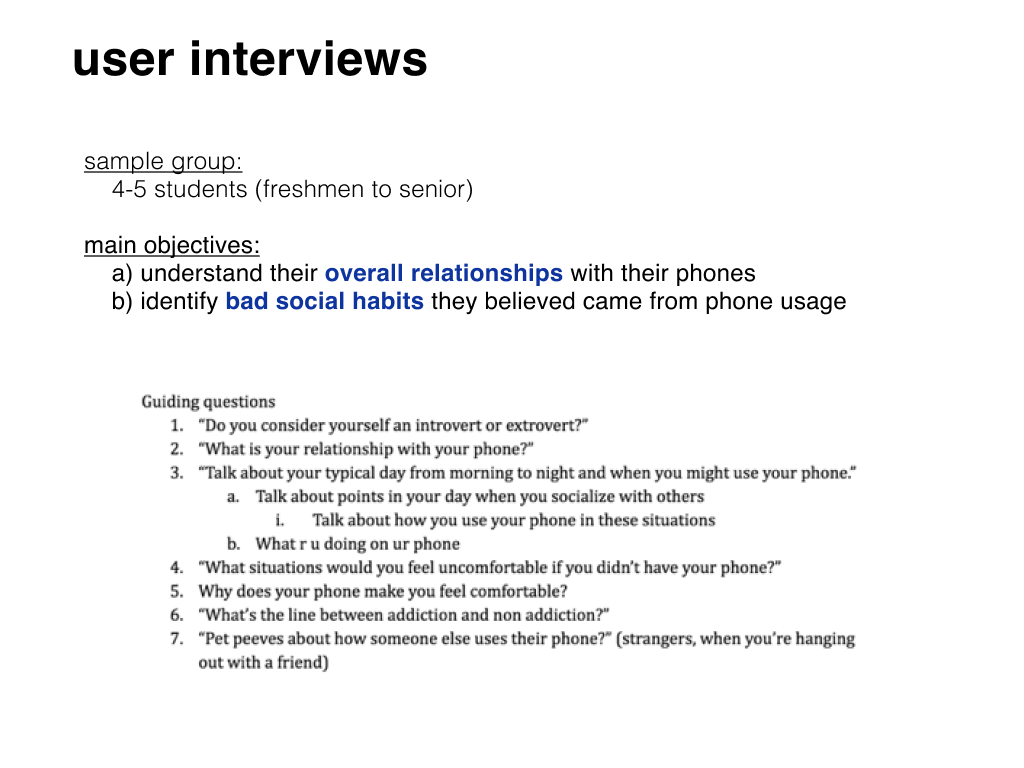 user interviews
sample group:
4-5 students (freshmen to senior)
main objectives:
a) understand their overall relationships with their phones
b) identify bad social habits they believed came from phone usage
Guiding questions
1. “Do you consider yourself an introvert or extrovert?”
2. “What is your relationship with your phone?”
3. “Talk about your typical day from morning to night and when you might use your phone.”
a. Talk about points in your day when you socialize with others
i. Talk about how you use your phone in these situations
b. What r u doing on ur phone
4. “What situations would you feel uncomfortable if you didn’t have your phone?”
5. Why does your phone make you feel comfortable?
6. “What’s the line between addiction and non addiction?”
7. “Pet peeves about how someone else uses their phone?” (strangers, when you’re hanging
out with a friend)